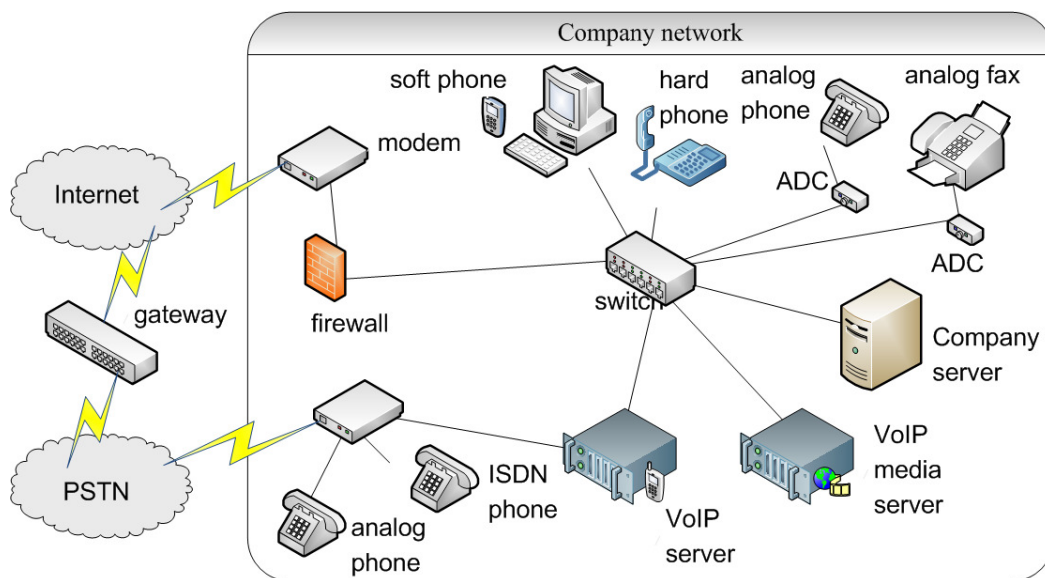 Company network
soft phone
hard
phone
analog
phone
analog fax
modem
Internet
ADC
ADC
gateway
firewall
switch
Company
server
PSTN
ISDN
phone
analog
phone
VoIP
server
VoIP
media
server